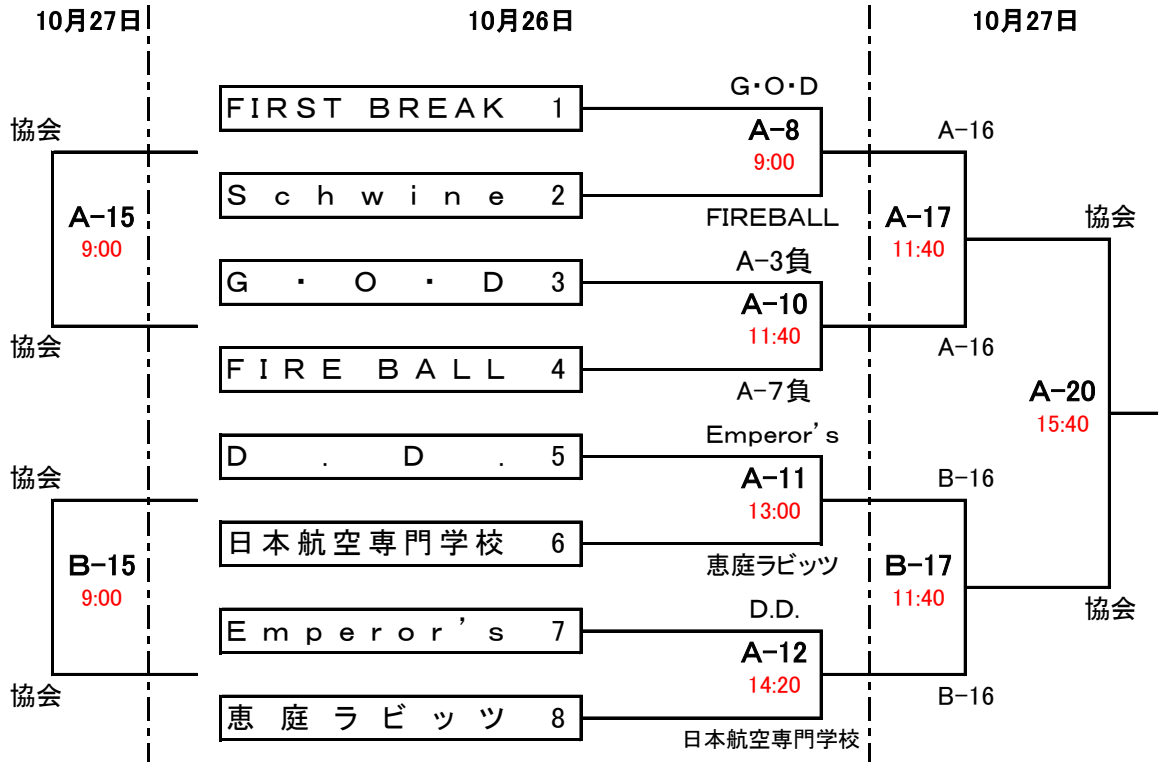 10月27日
10月26日
10月27日
G・O・D
FIRST BREAK 1
協会
A-8
A-16
9:00
Schwine 2
A-15
FIREBALL
A-17
協会
9:00
11:40
A-3負
G・O・D 3
A-10
11:40
協会
A-16
FIRE BALL 4
A-7負
A-20
15:40
Emperor's
D.D. 5
協会
A-11
B-16
13:00
日本航空専門学校 6
B-15
恵庭ラビッツ
B-17
9:00
11:40
D.D.
協会
Emperor's 7
A-12
14:20
協会
B-16
恵庭ラビッツ 8
日本航空専門学校